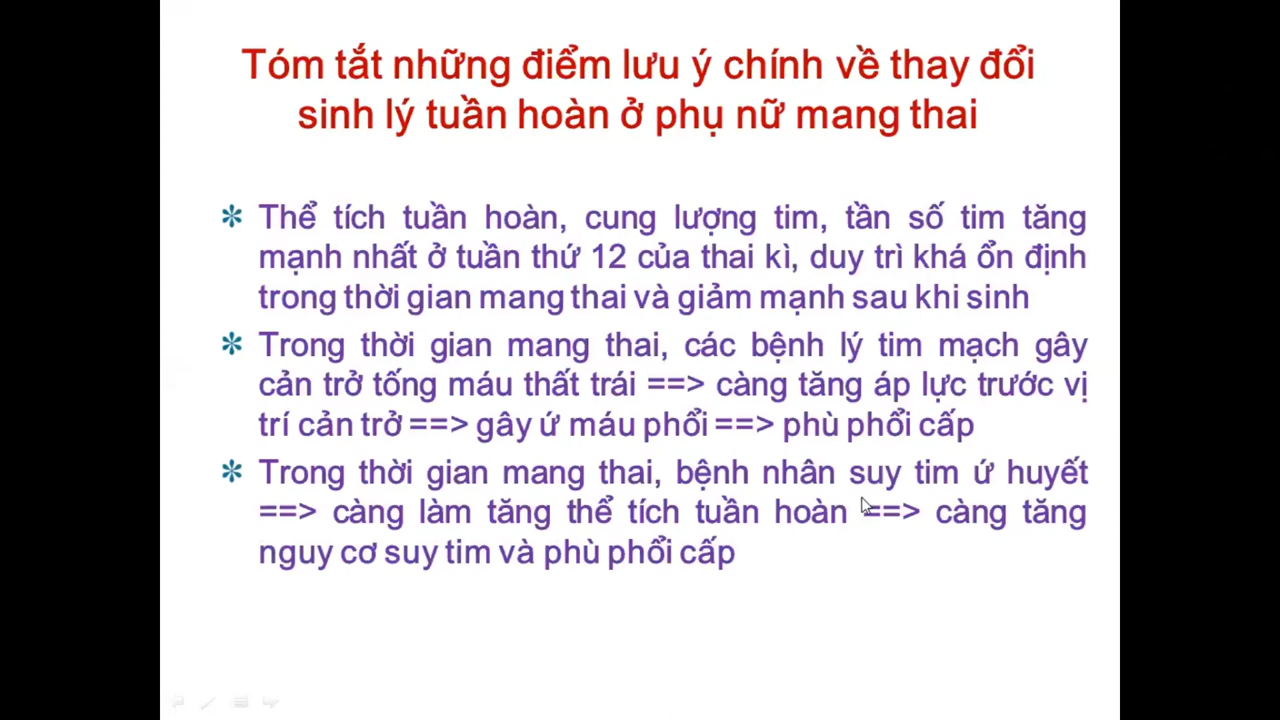 Tóm tắt những điểm lưu ý chính về thay đổi
sinh lý tuần hoàn ở phụ nữ mang thai
* Thể tích tuần hoàn, cung lượng tim, tần số tim tăng
mạnh nhất ở tuần thứ 12 của thai kì, duy trì khá ổn định
trong thời gian mang thai và giảm mạnh sau khi sinh
* Trong thời gian mang thai, các bệnh lý tim mạch gây
cản trở tống máu thất trái ==> càng tăng áp lực trước vị
trí cản trở ==> gây ứ máu phổi ==> phù phổi cấp
* Trong thời gian mang thai, bệnh nhân suy tim ứ huyết
==> càng làm tăng thể tích tuần hoàn ==> càng tăng
nguy cơ suy tim và phù phổi cấp